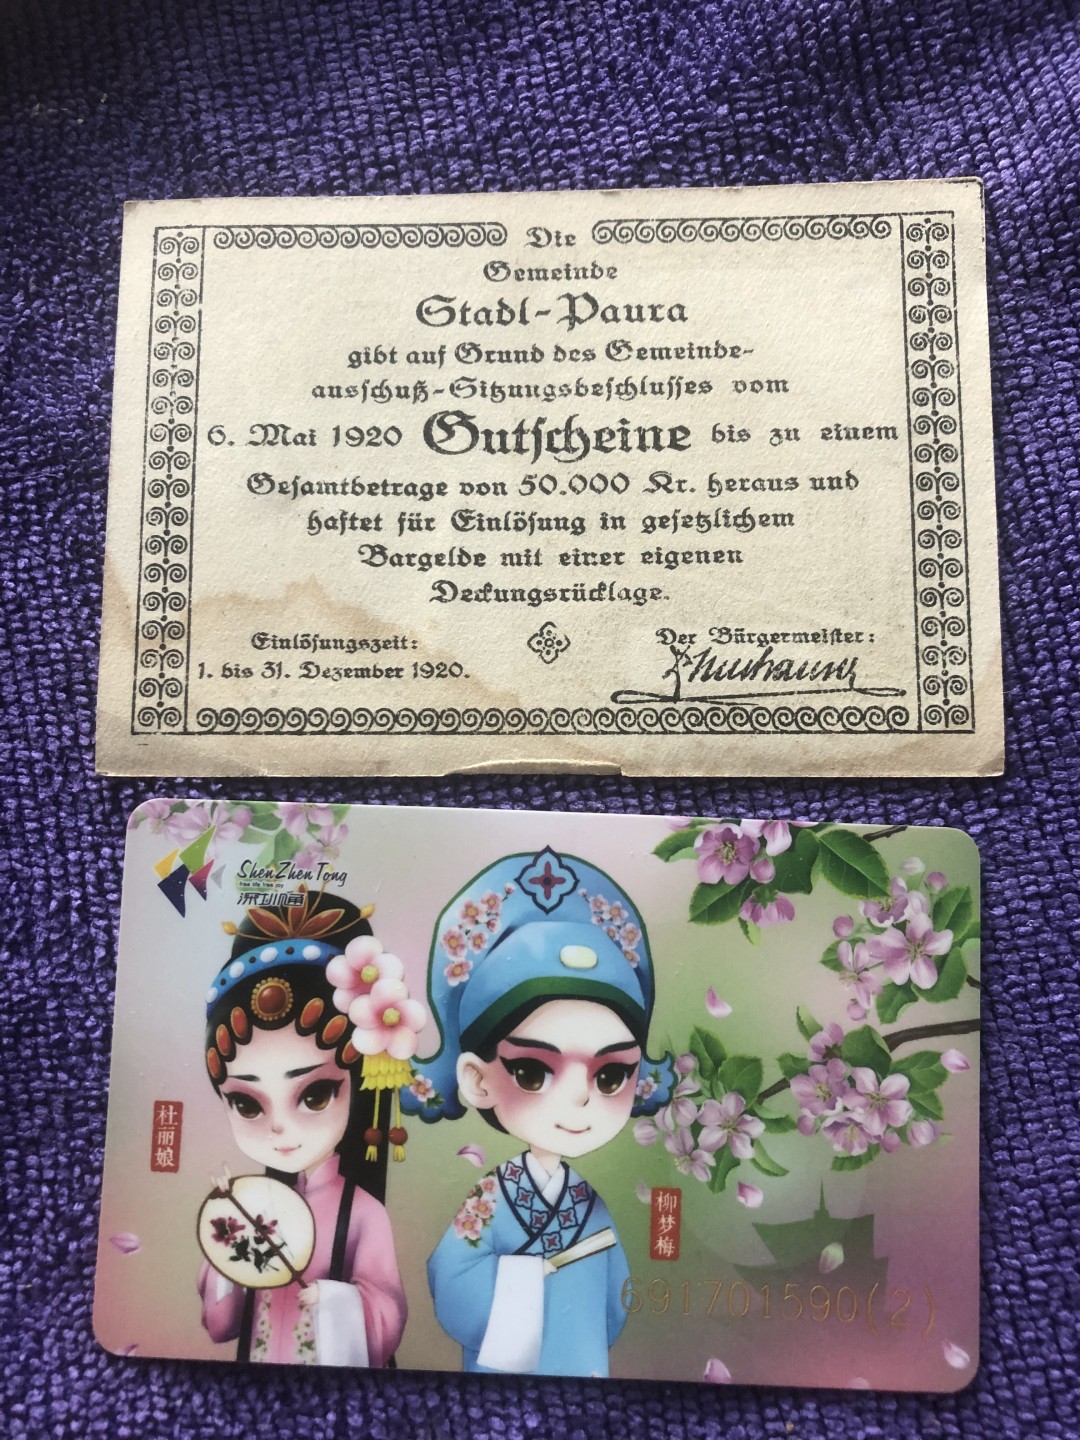 Die
Gemeinde
Stadl-Paura
gibt auf Grund des Gemeinde-
ausschuß-Sitzungsbeschlusses vom
6. Mai 1920 Gutscheine bis zu einem
Gesamtbetrage von 50.000 Kr. heraus und
haftet für Einlösung in gesetzlichem
Bargelde mit einer eigenen
Deckungsrücklage.
Einlösungszeit:
1. bis 31. Dezember 1920.
Der Bürgermeister:
ShenZhenTong
深圳通
杜丽娘
柳梦梅
691701590(2)